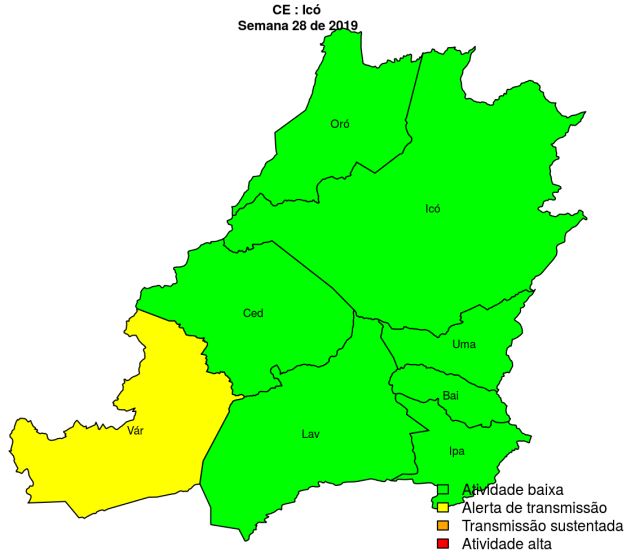 CE : Icó
Semana 28 de 2019
Oró
Icó
Ced
Uma
Bai
Vár
Lav
Ipa
Atividade baixa
Alerta de transmissão
Transmissão sustentada
Atividade alta